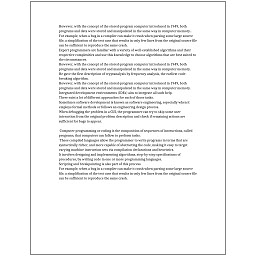 However, with the concept of the stored-program computer introduced in 1949, both
programs and data were stored and manipulated in the same way in computer memory.
For example, when a bug in a compiler can make it crash when parsing some large source
file, a simplification of the test case that results in only few lines from the original source file
can be sufficient to reproduce the same crash.
Expert programmers are familiar with a variety of well-established algorithms and their
respective complexities and use this knowledge to choose algorithms that are best suited to
the circumstances.
However, with the concept of the stored-program computer introduced in 1949, both
programs and data were stored and manipulated in the same way in computer memory.
He gave the first description of cryptanalysis by frequency analysis, the earliest code-
breaking algorithm.
However, with the concept of the stored-program computer introduced in 1949, both
programs and data were stored and manipulated in the same way in computer memory.
Integrated development environments (IDEs) aim to integrate all such help.
There exist a lot of different approaches for each of those tasks.
Sometimes software development is known as software engineering, especially when it
employs formal methods or follows an engineering design process.
When debugging the problem in a GUI, the programmer can try to skip some user
interaction from the original problem description and check if remaining actions are
sufficient for bugs to appear.

Computer programming or coding is the composition of sequences of instructions, called
programs, that computers can follow to perform tasks.
These compiled languages allow the programmer to write programs in terms that are
syntactically richer, and more capable of abstracting the code, making it easy to target
varying machine instruction sets via compilation declarations and heuristics.
It involves designing and implementing algorithms, step-by-step specifications of
procedures, by writing code in one or more programming languages.
Scripting and breakpointing is also part of this process.
For example, when a bug in a compiler can make it crash when parsing some large source
file, a simplification of the test case that results in only few lines from the original source file
can be sufficient to reproduce the same crash.